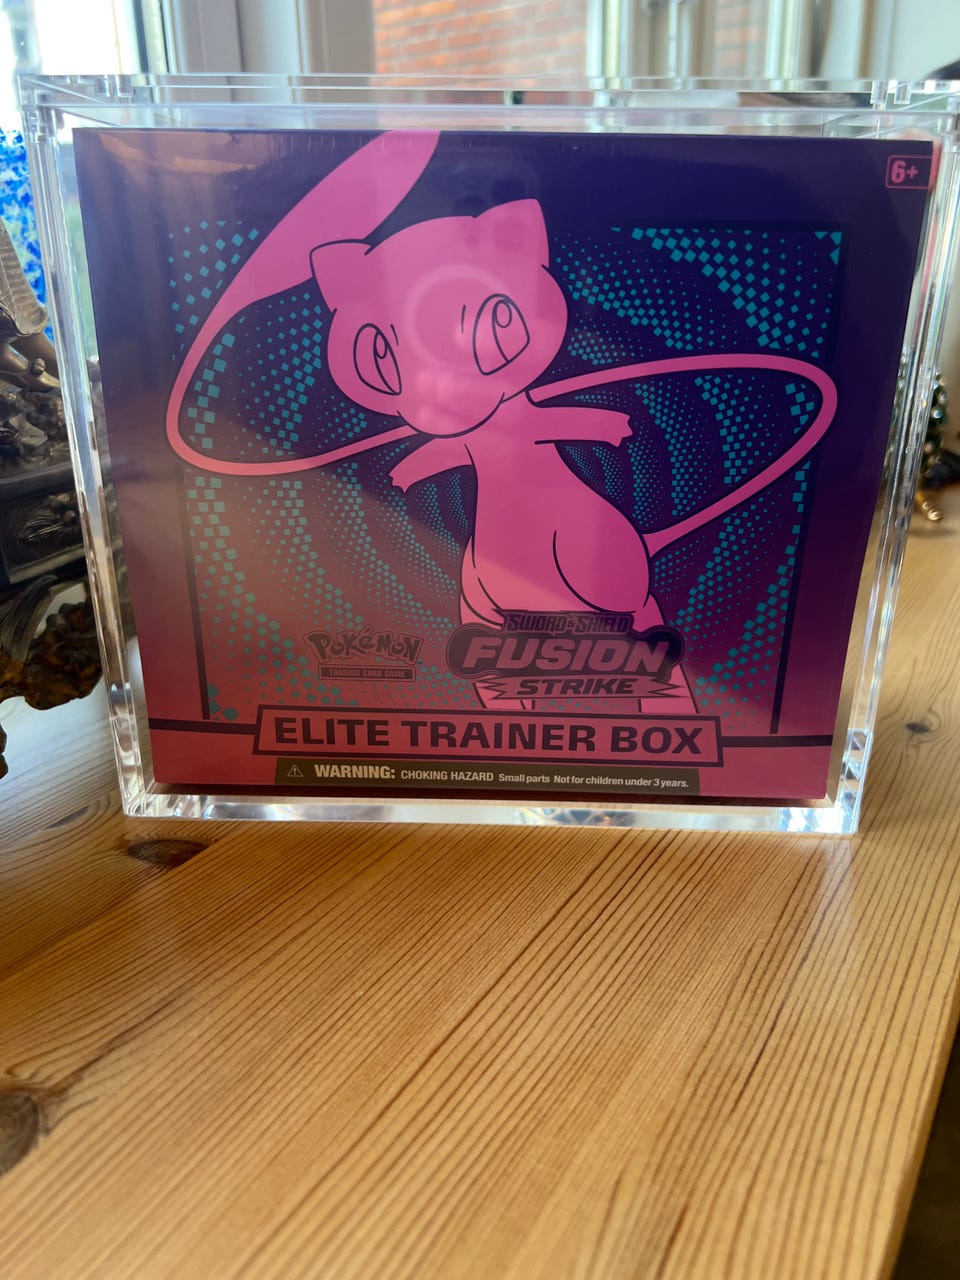 6+
SWORD & SHIELD
Pokémon
FUSION
TRADING CARD GAME
STRIKE
ELITE TRAINER BOX
WARNING: CHOKING HAZARD Small parts Not for children under 3 years.